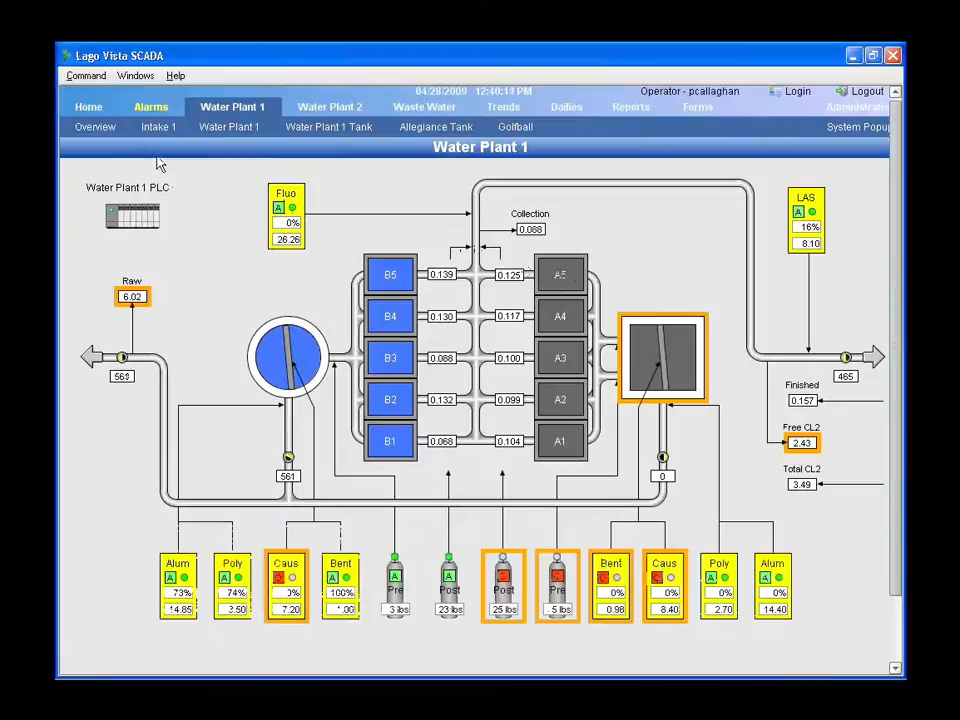 Lago Vista SCADA
Command Windows Help
04/28/2009 12:40:14 PM
Operator - pcallaghan
Login
Logout
Home Alarms Water Plant 1 Water Plant 2 Waste Water Trends Dailies Reports Forms Administratio
Overview Intake 1 Water Plant 1 Water Plant 1 Tank Allegiance Tank Golfball System Popu
Water Plant 1
Water Plant 1 PLC
Fluo
A
0%
26.26
Collection
0.088
LAS
A
16%
8.10
Raw
6.02
B5 0.139 0.125 A5
B4 0.130 0.117 A4
B3 0.088 0.100 A3
B2 0.132 0.099 A2
B1 0.068 0.104 A1
465
Finished
0.157
Free CL2
2.43
Total CL2
3.49
561
0
Alum Poly Caus Bent Bent Caus Poly Alum
A A A A A A
Pre Post Post Pre
73% 74% 100% 0% 0% 0% 0%
14.85 3.50 7.20 23 lbs 25 lbs 0.98 8.40 2.70 14.40